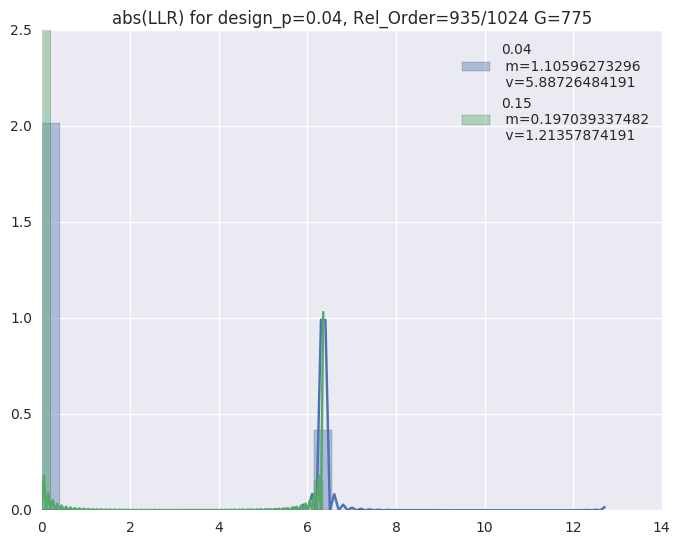 abs(LLR) for design_p=0.04, Rel_Order=935/1024 G=775
0.04
m=1.10596273296
v=5.88726484191
0.15
m=0.197039337482
v=1.21357874191
2.5
2.0
1.5
1.0
0.5
0.0
0 2 4 6 8 10 12 14